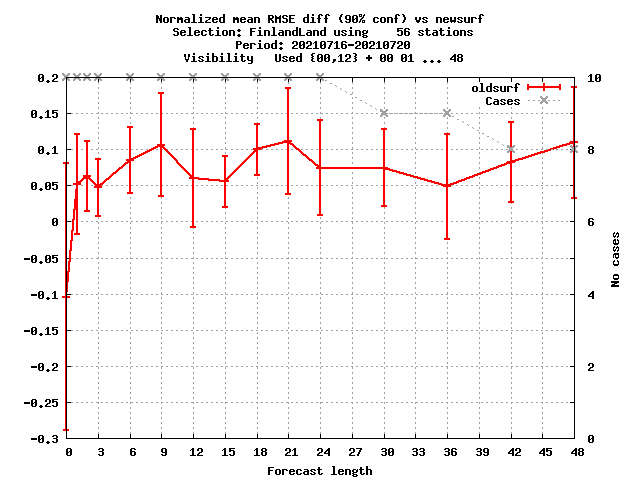 Normalized mean RMSE diff (90% conf) vs newsurf
Selection: FinlandLand using    56 stations
Period: 20210716-20210720
Visibility   Used {00,12} + 00 01 ... 48
oldsurf
Cases
0.2
0.15
0.1
0.05
0
-0.05
-0.1
-0.15
-0.2
-0.25
-0.3
10
8
6
4
2
0
No cases
0 3 6 9 12 15 18 21 24 27 30 33 36 39 42 45 48
Forecast length